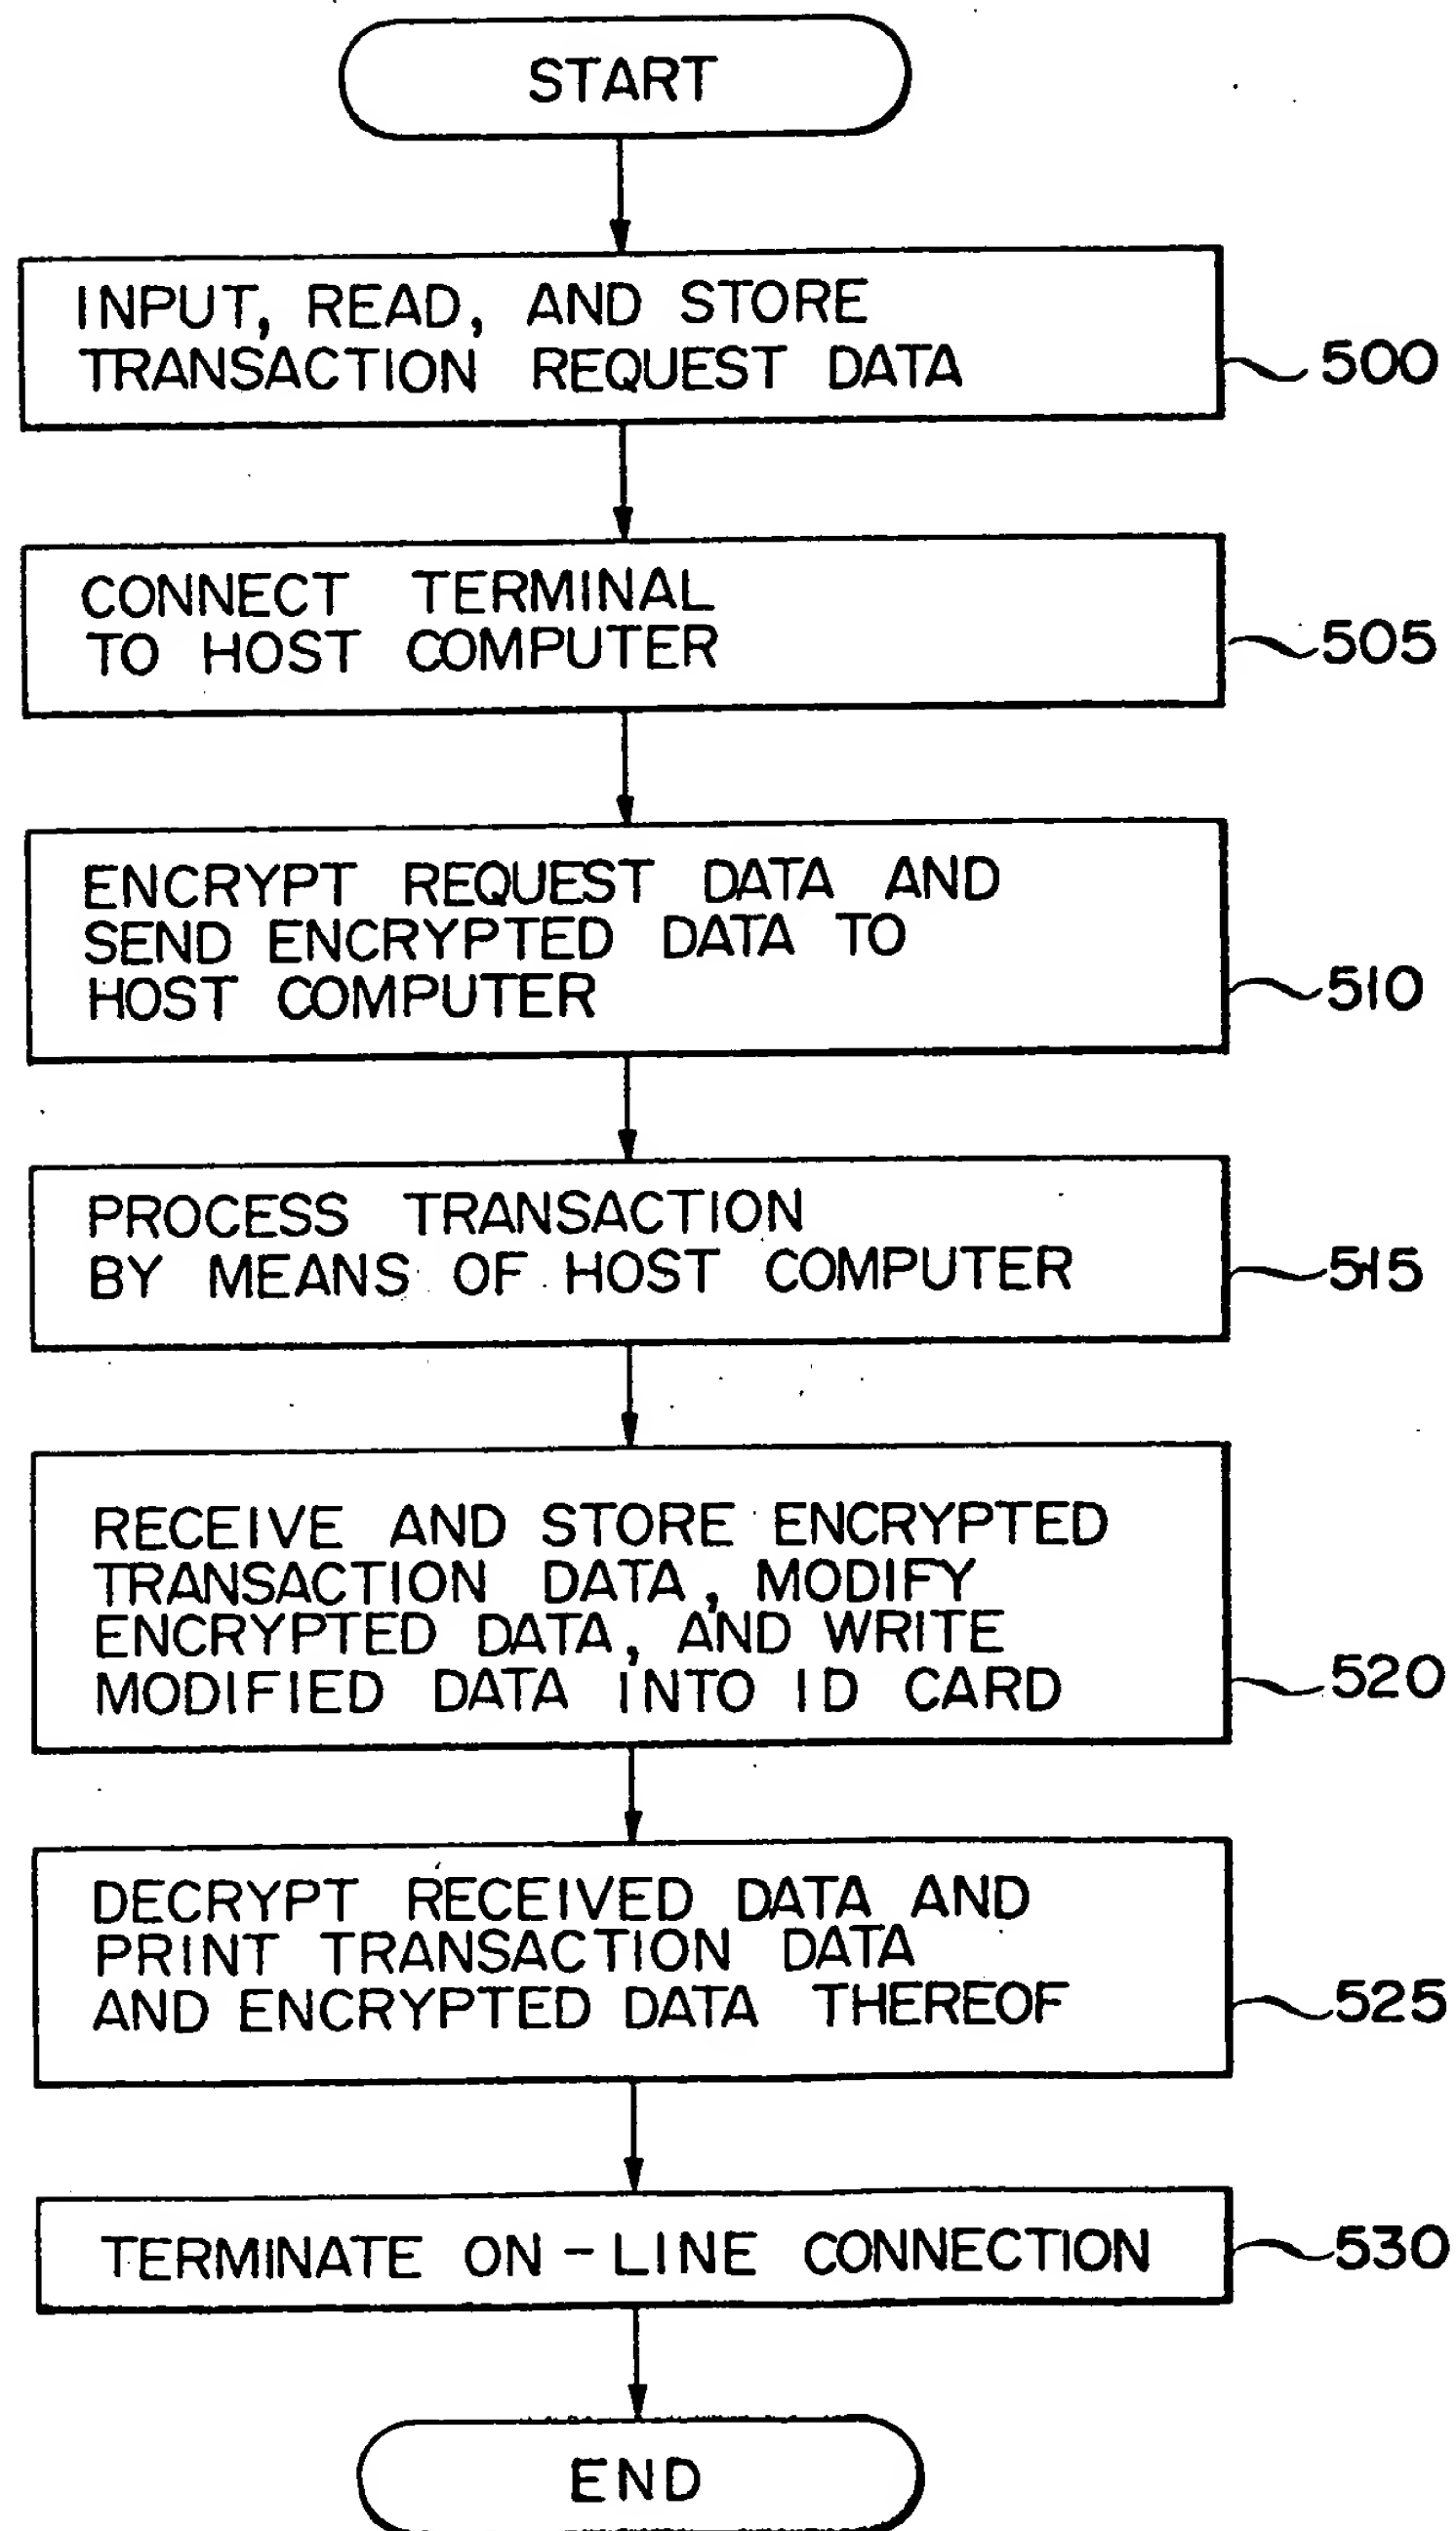 START
INPUT, READ, AND STORE
TRANSACTION REQUEST DATA
500
CONNECT TERMINAL
TO HOST COMPUTER
505
ENCRYPT REQUEST DATA AND
SEND ENCRYPTED DATA TO
HOST COMPUTER
510
PROCESS TRANSACTION
BY MEANS OF HOST COMPUTER
515
RECEIVE AND STORE ENCRYPTED
TRANSACTION DATA, MODIFY
ENCRYPTED DATA, AND WRITE
MODIFIED DATA INTO ID CARD
520
DECRYPT RECEIVED DATA AND
PRINT TRANSACTION DATA
AND ENCRYPTED DATA THEREOF
525
TERMINATE ON-LINE CONNECTION
530
END